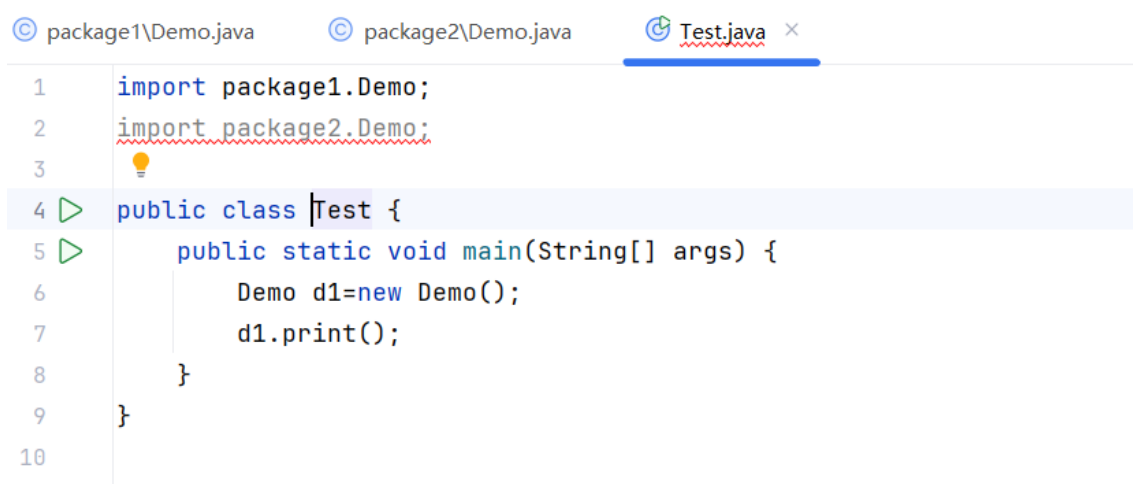 package1\Demo.java package2\Demo.java Test.java
1 import package1.Demo;
2 import package2.Demo;
3
4 public class Test {
5     public static void main(String[] args) {
6         Demo d1=new Demo();
7         d1.print();
8     }
9 }
10